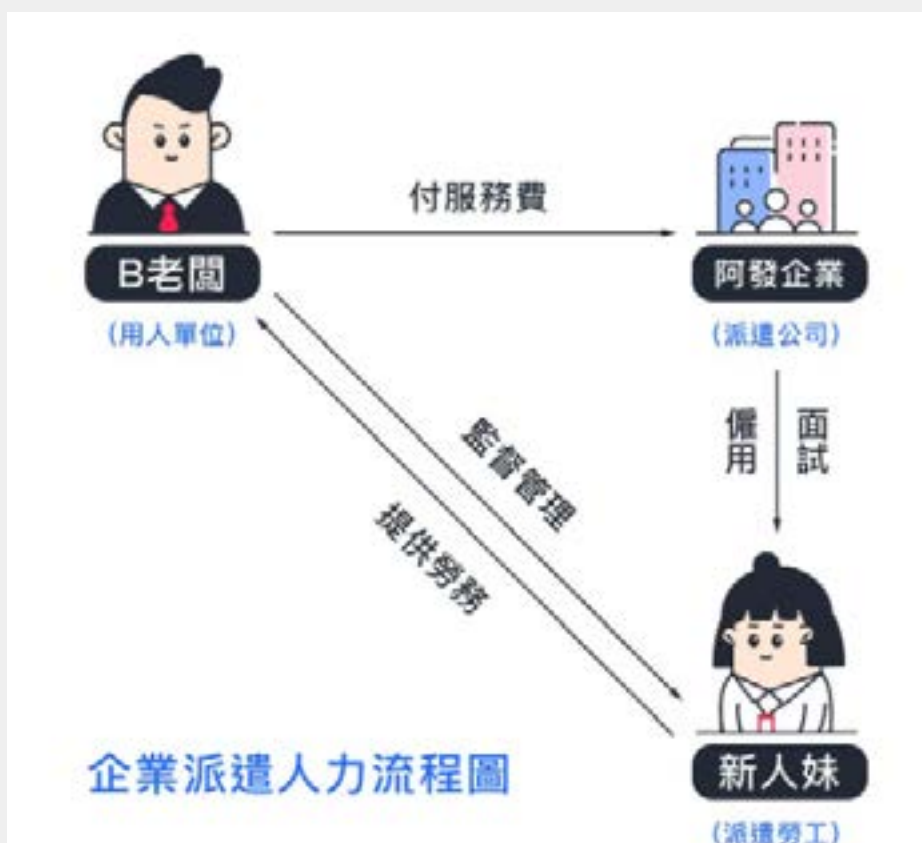 付服務費
B老闆
(用人單位)
阿發企業
(派遣公司)
僱用
面試
監督管理
提供勞務
新人妹
(派遣勞工)
企業派遣人力流程圖